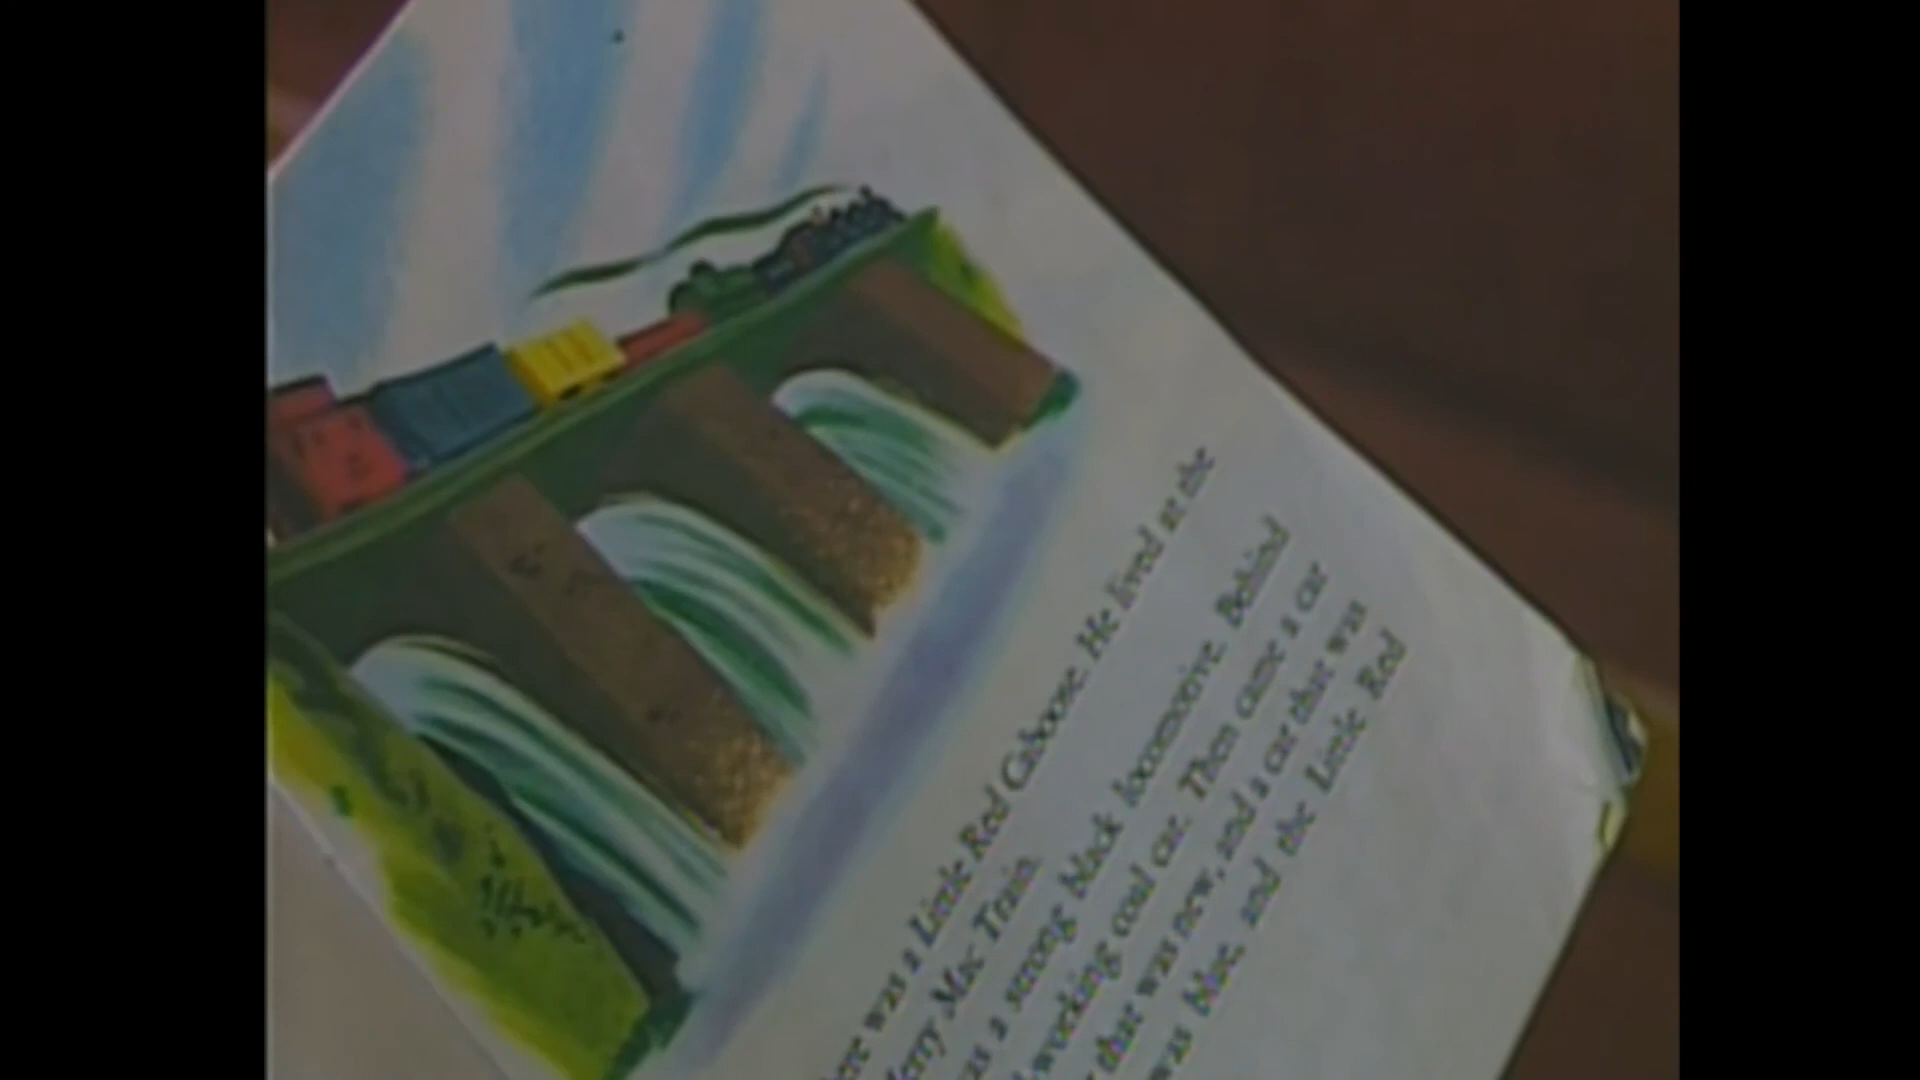 ere was a Little Red Caboose. He lived at the
Merry Mac Train.
was a strong black locomotive. Behind
working coal car. Then came a car
that was new, and a car that was
was blue, and the Little Red